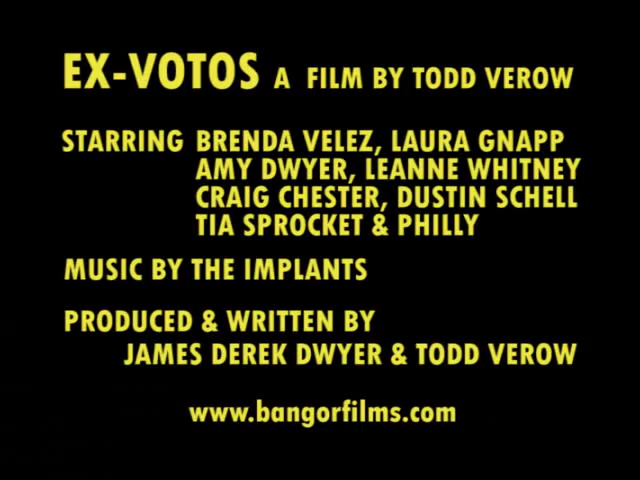 EX-VOTOS A FILM BY TODD VEROW
STARRING BRENDA VELEZ, LAURA GNAPP
AMY DWYER, LEANNE WHITNEY
CRAIG CHESTER, DUSTIN SCHELL
TIA SPROCKET & PHILLY
MUSIC BY THE IMPLANTS
PRODUCED & WRITTEN BY
JAMES DEREK DWYER & TODD VEROW
www.bangorfilms.com